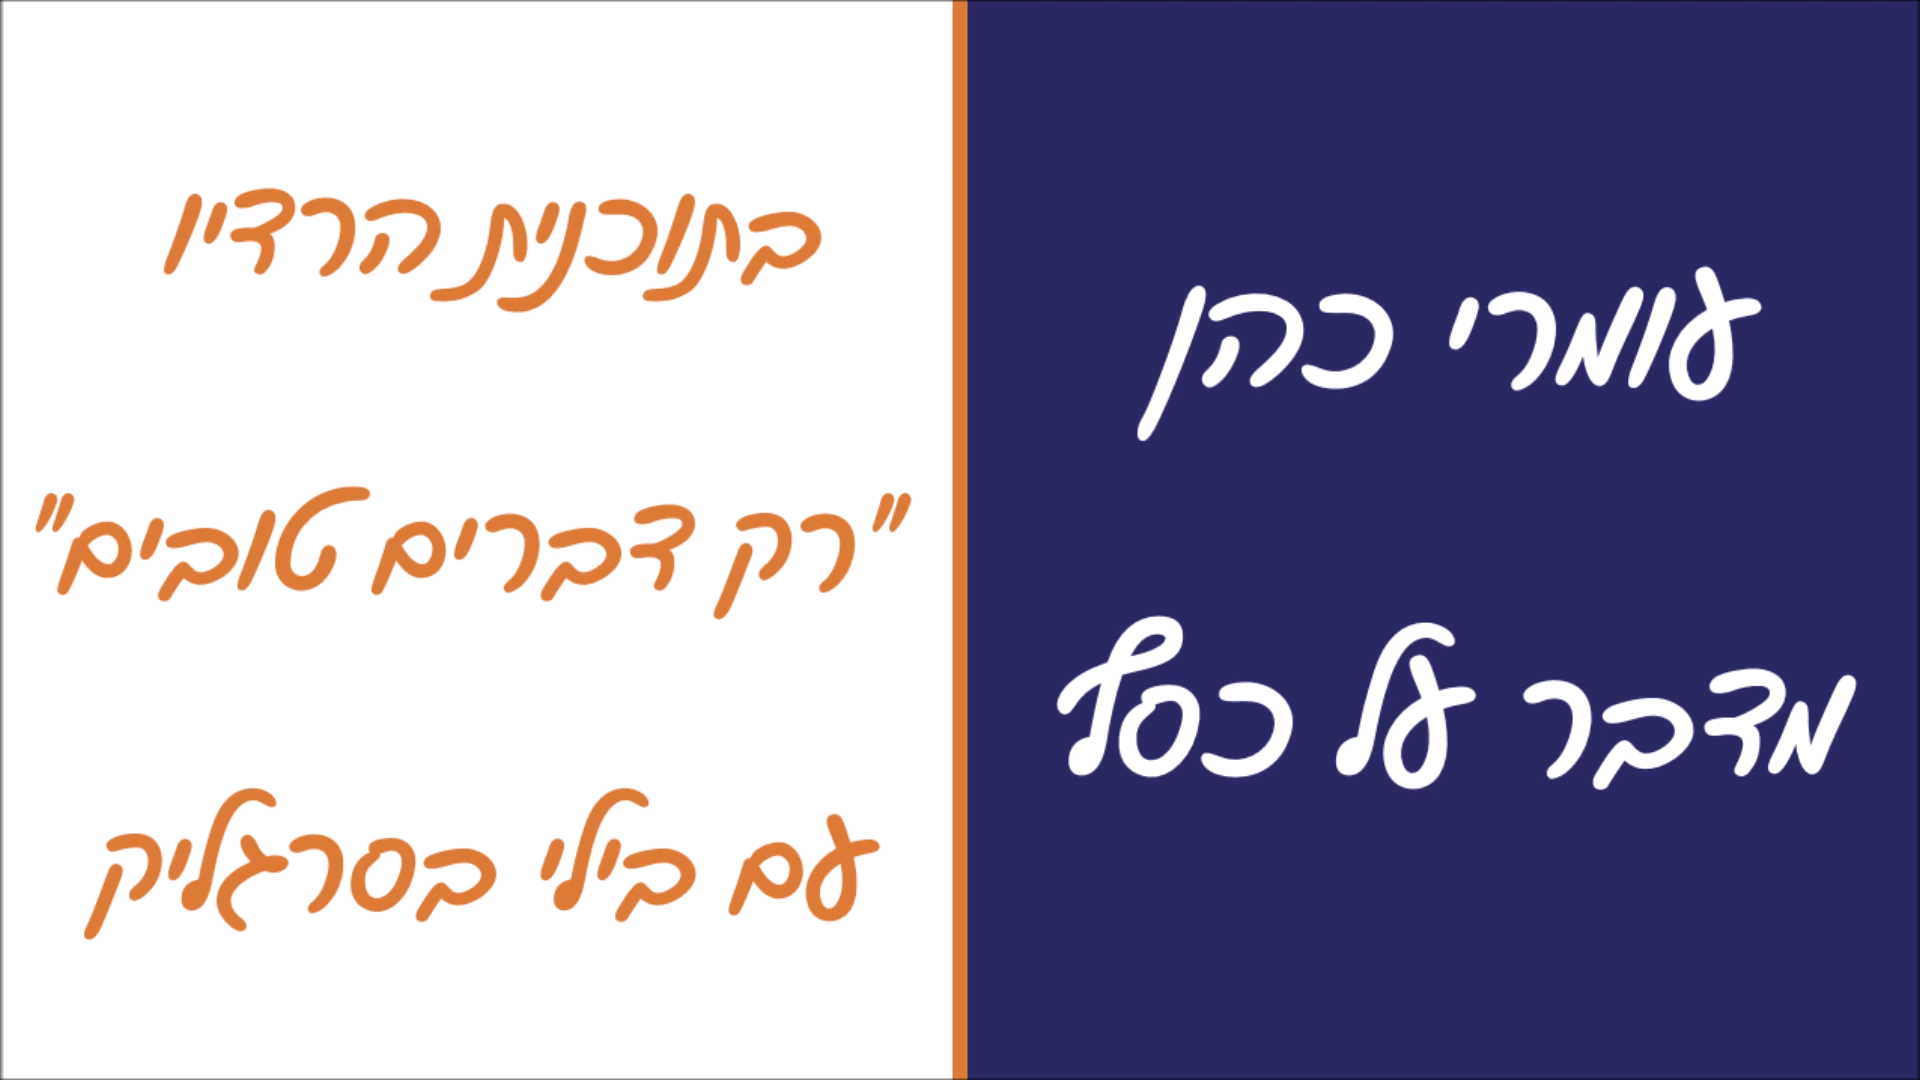 עומרי כהן
מדבר על כסף
בתוכנית הרדיו
"רק דברים טובים"
עם בילי בסרגליק